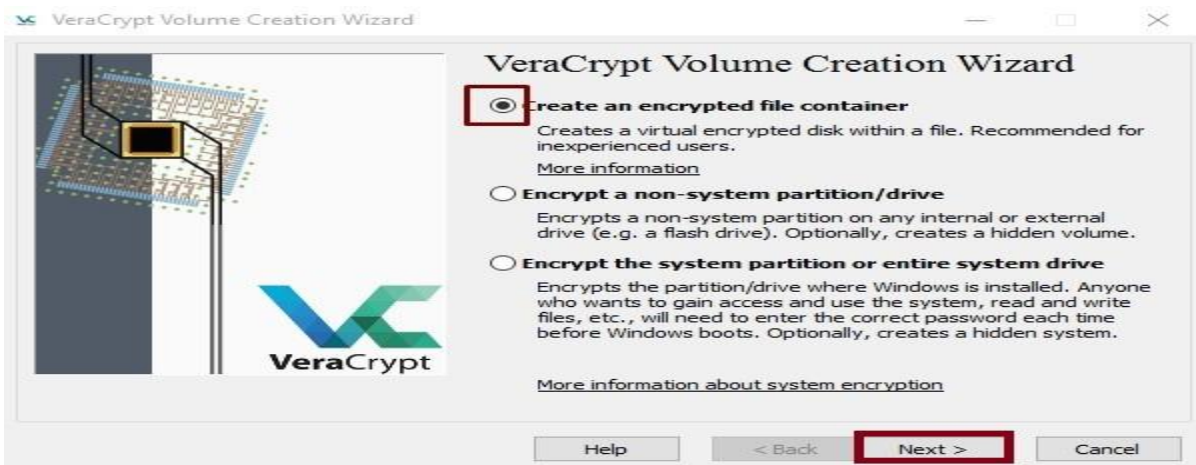 VeraCrypt Volume Creation Wizard
VeraCrypt Volume Creation Wizard
Create an encrypted file container
Creates a virtual encrypted disk within a file. Recommended for
inexperienced users.
More information
Encrypt a non-system partition/drive
Encrypts a non-system partition on any internal or external
drive (e.g. a flash drive). Optionally, creates a hidden volume.
Encrypt the system partition or entire system drive
Encrypts the partition/drive where Windows is installed. Anyone
who wants to gain access and use the system, read and write
files, etc., will need to enter the correct password each time
before Windows boots. Optionally, creates a hidden system.
More information about system encryption
VeraCrypt
Help < Back Next > Cancel